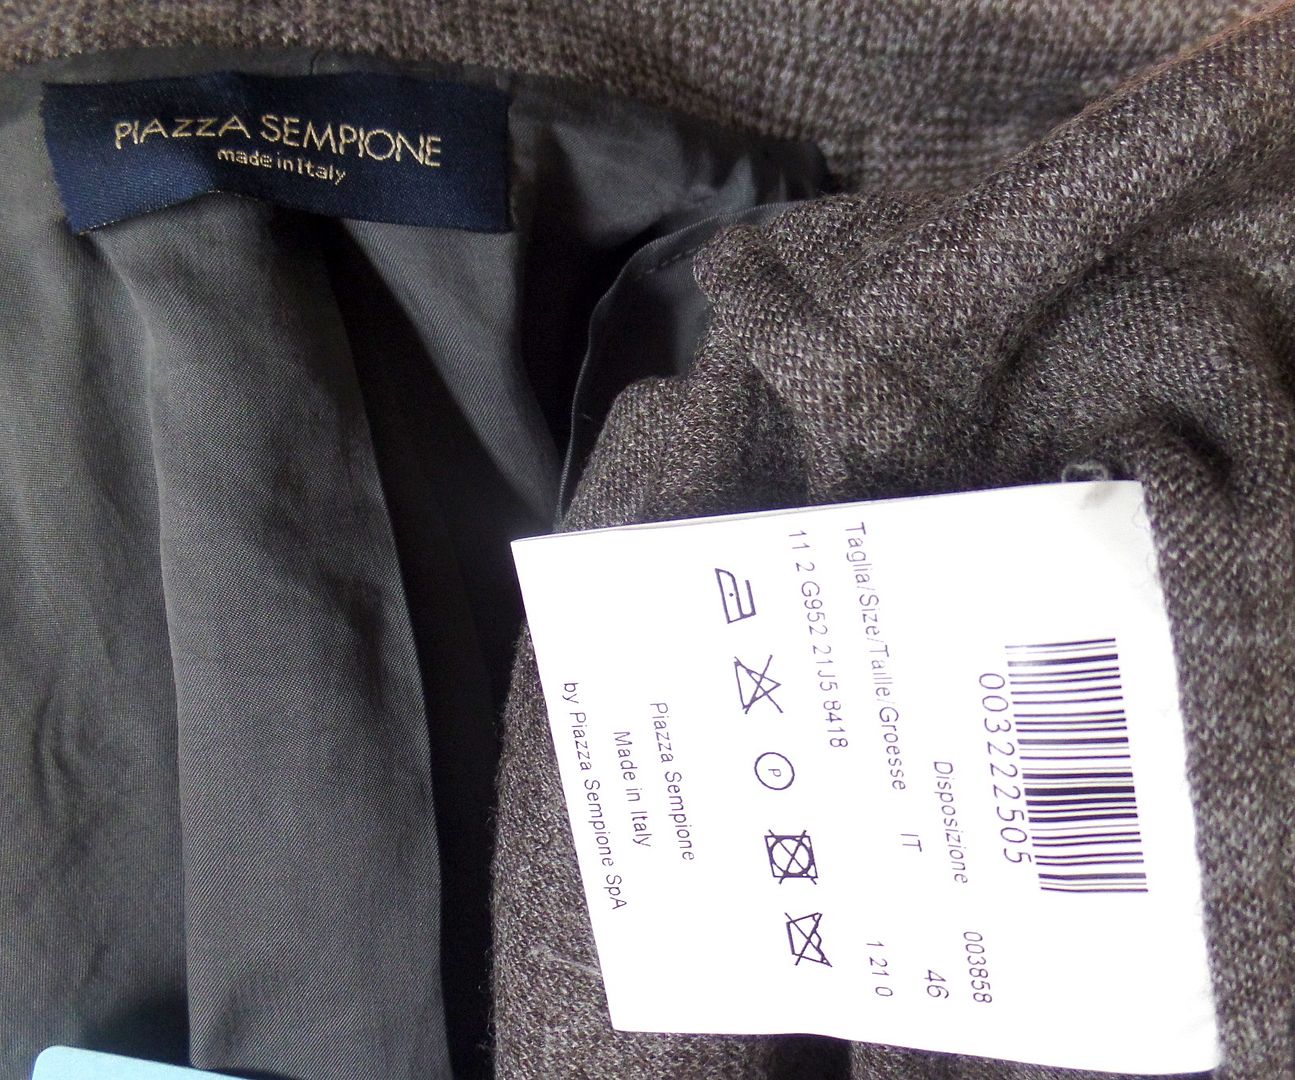 PIAZZA SEMPIONE
made in Italy
003222505
Disposizione 003858
Taglia/Size/Taille/Groesse IT 46
11 2 G952 21J5 8418 1 21 0
P
Piazza Sempione
Made in Italy
by Piazza Sempione SpA